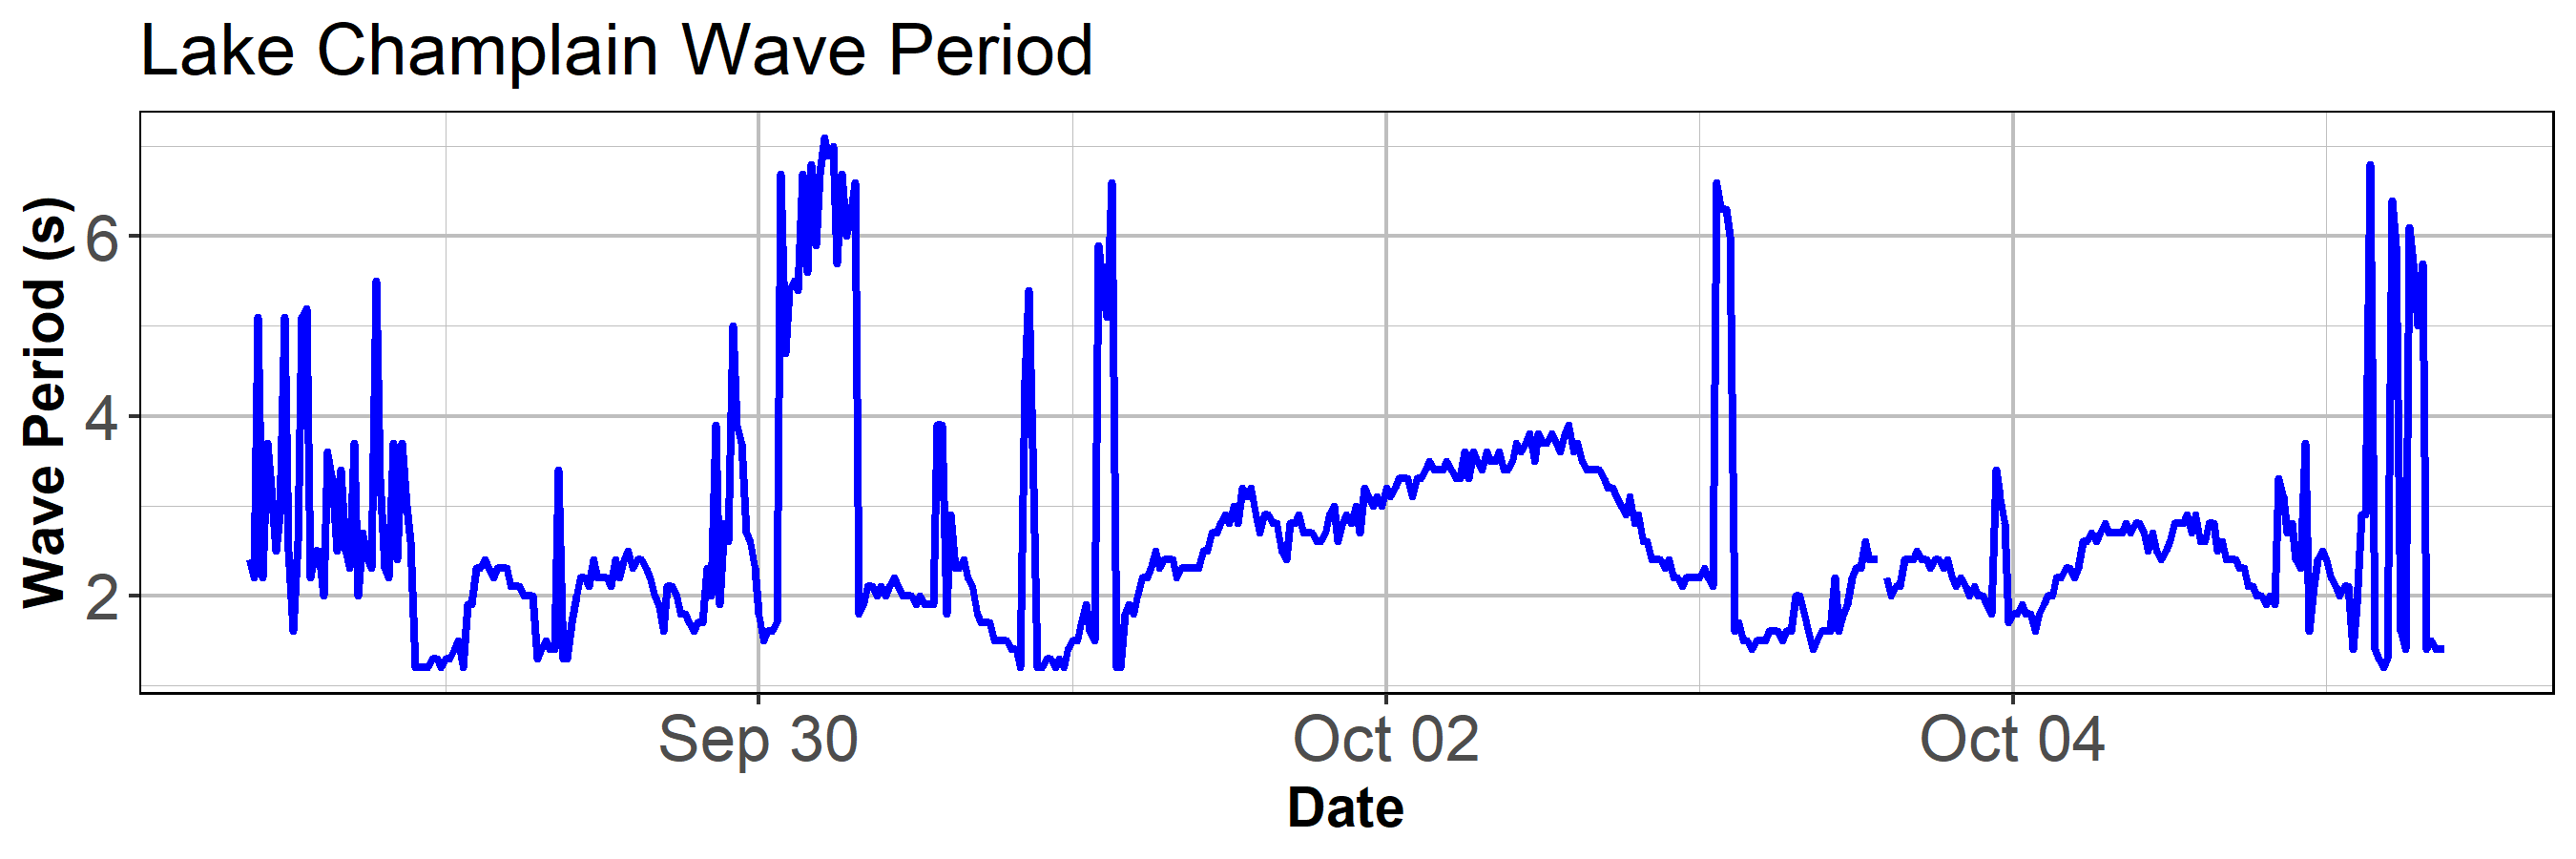 Lake Champlain Wave Period
Wave Period (s)
6
4
2
Sep 30
Oct 02
Oct 04
Date